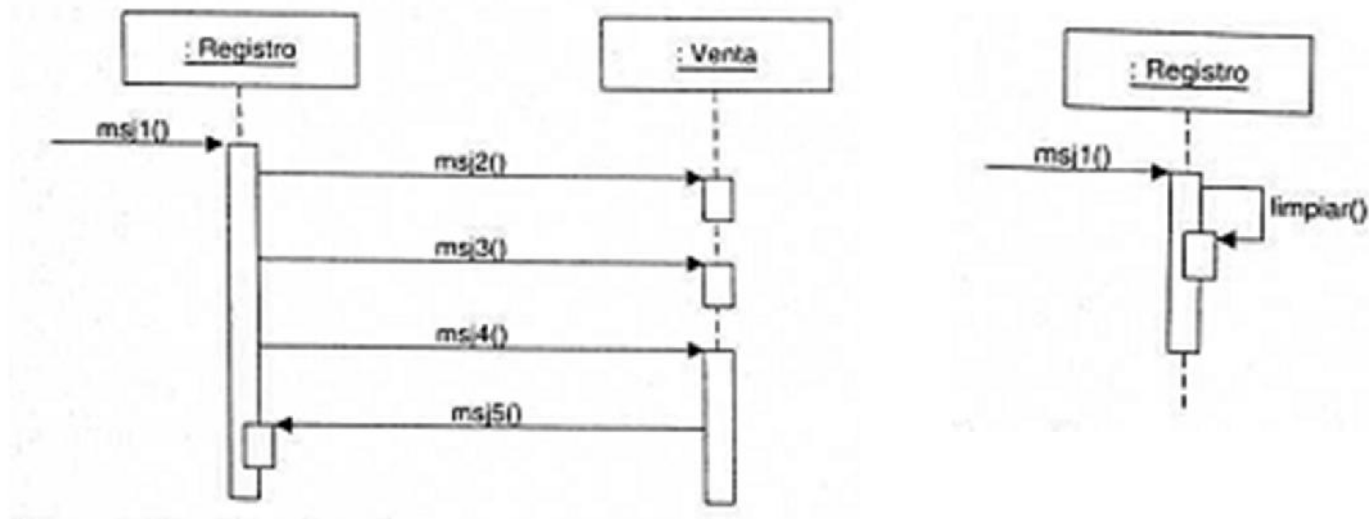 : Registro
: Venta
msj1()
msj2()
msj3()
msj4()
msj5()
: Registro
msj1()
limpiar()